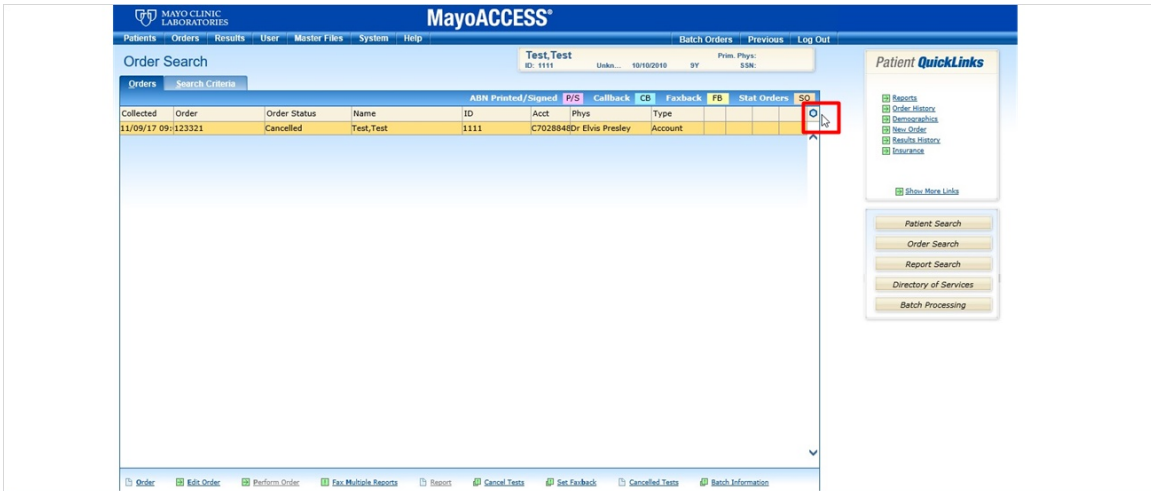 MAYO CLINIC
LABORATORIES
MayoACCESS®
Patients Orders Results User Master Files System Help Batch Orders Previous Log Out
Order Search
Test,Test Prim. Phys:
ID: 1111 Unkn... 10/10/2010 9Y SSN:
Orders Search Criteria
ABN Printed/Signed P/S Callback CB Faxback FB Stat Orders SO
Collected Order Order Status Name ID Acct Phys Type
11/09/17 09: 123321 Cancelled Test,Test 1111 C7028848 Dr Elvis Presley Account
Order Edit Order Perform Order Fax Multiple Reports Report Cancel Tests Set Faxback Cancelled Tests Batch Information
Patient QuickLinks
Reports
Order History
Demographics
New Order
Results History
Insurance
Show More Links
Patient Search
Order Search
Report Search
Directory of Services
Batch Processing